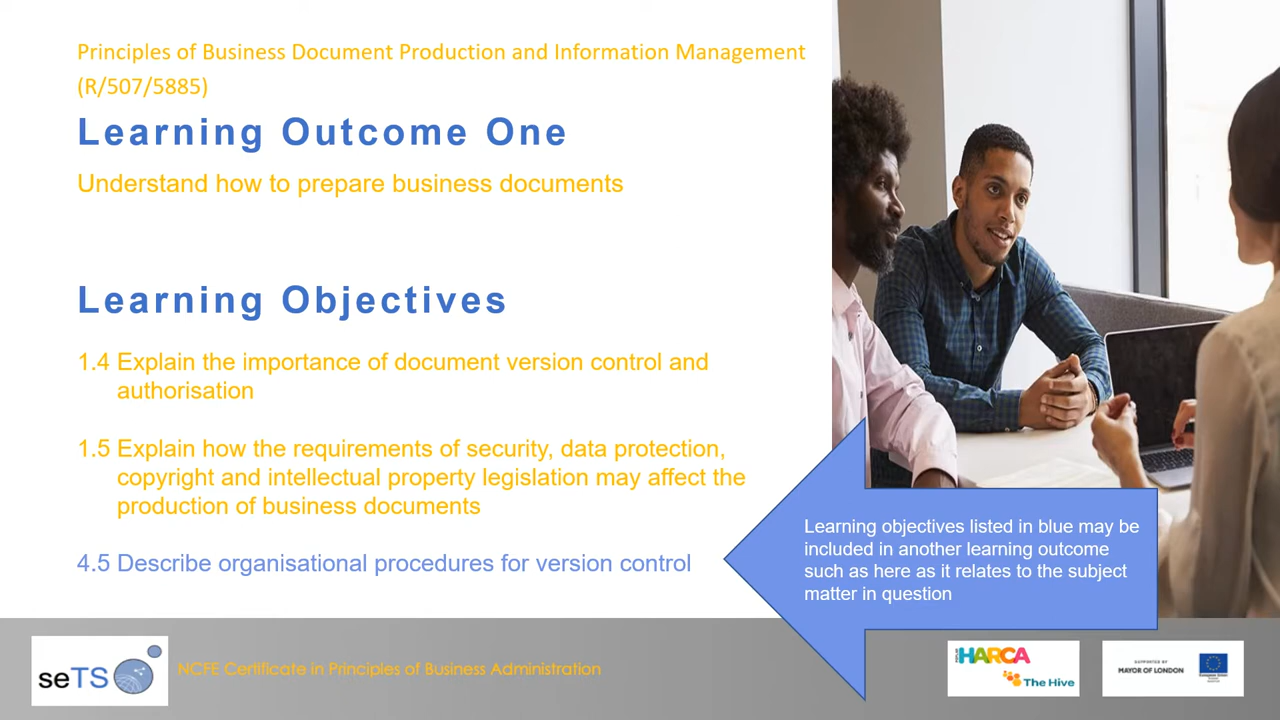 Principles of Business Document Production and Information Management
(R/507/5885)
Learning Outcome One
Understand how to prepare business documents
Learning Objectives
1.4 Explain the importance of document version control and
authorisation
1.5 Explain how the requirements of security, data protection,
copyright and intellectual property legislation may affect the
production of business documents
4.5 Describe organisational procedures for version control
Learning objectives listed in blue may be
included in another learning outcome
such as here as it relates to the subject
matter in question
seTS
NCFE Certificate in Principles of Business Administration
HARCA
The Hive
SUPPORTED BY
MAYOR OF LONDON
European Union